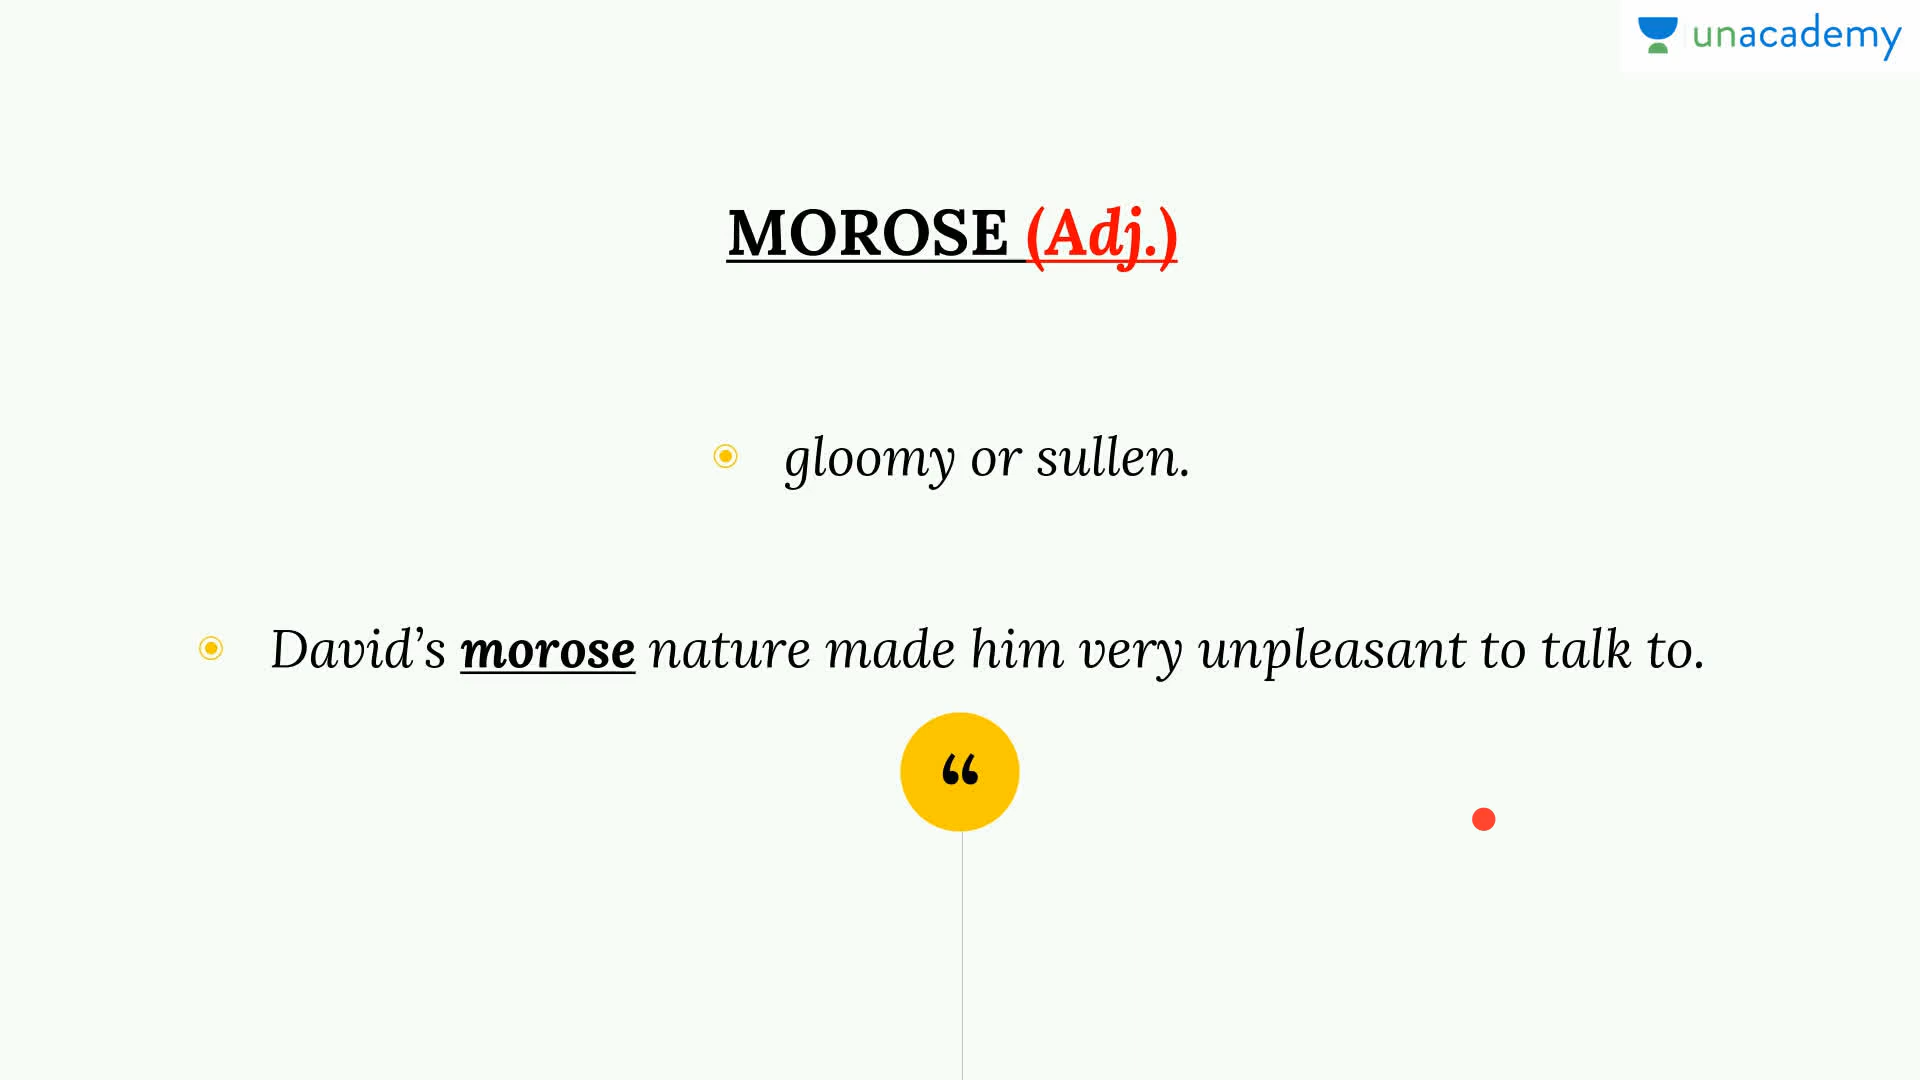 unacademy
MOROSE (Adj.)
gloomy or sullen.
David’s morose nature made him very unpleasant to talk to.
“